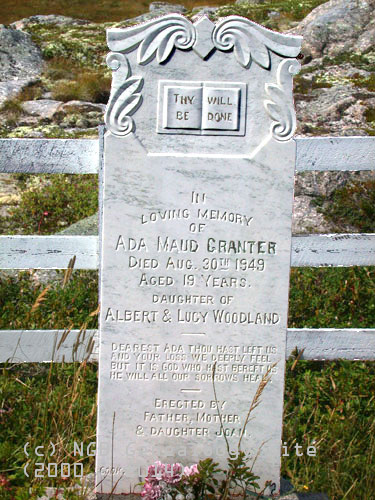 THY WILL
BE DONE
IN
LOVING MEMORY
OF
ADA MAUD GRANTER
DIED AUG. 30TH 1949
AGED 19 YEARS.
DAUGHTER OF
ALBERT & LUCY WOODLAND
DEAREST ADA THOU HAST LEFT US
AND YOUR LOSS WE DEEPLY FEEL
BUT IT IS GOD WHO HAST BEREFT US
HE WILL ALL OUR SORROWS HEAL
ERECTED BY
FATHER, MOTHER
& DAUGHTER JOAN.
(c) NG
ité
(2000
COOK